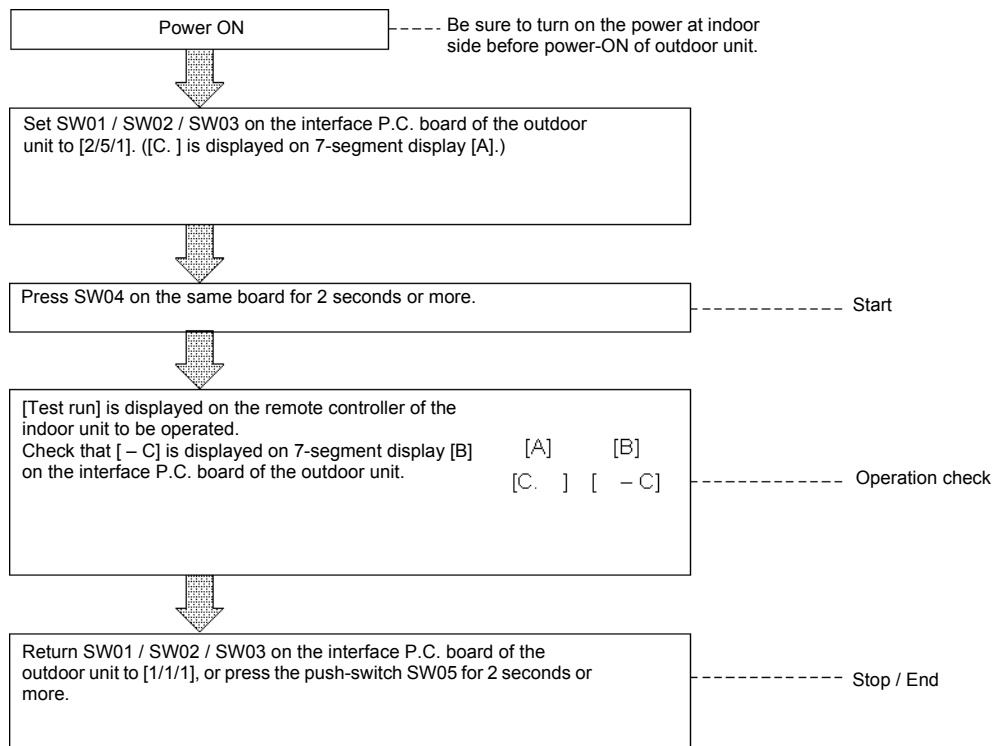 Power ON
Be sure to turn on the power at indoor
side before power-ON of outdoor unit.
Set SW01 / SW02 / SW03 on the interface P.C. board of the outdoor
unit to [2/5/1]. ([C. ] is displayed on 7-segment display [A].)
Press SW04 on the same board for 2 seconds or more.
Start
[Test run] is displayed on the remote controller of the
indoor unit to be operated.
Check that [ – C] is displayed on 7-segment display [B]
on the interface P.C. board of the outdoor unit.
[A] [B]
[C. ] [ – C]
Operation check
Return SW01 / SW02 / SW03 on the interface P.C. board of the
outdoor unit to [1/1/1], or press the push-switch SW05 for 2 seconds or
more.
Stop / End